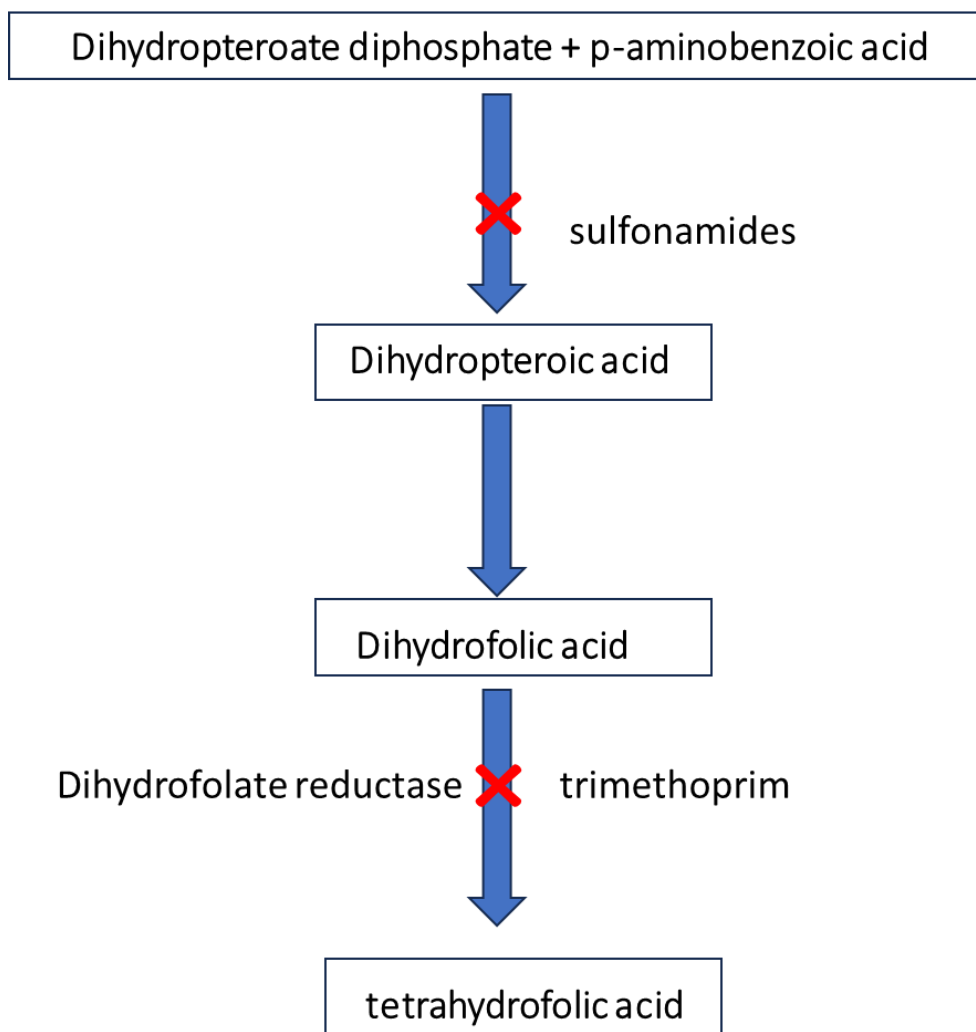 Dihydropteroate diphosphate + p-aminobenzoic acid
sulfonamides
Dihydropteroic acid
Dihydrofolic acid
Dihydrofolate reductase
trimethoprim
tetrahydrofolic acid